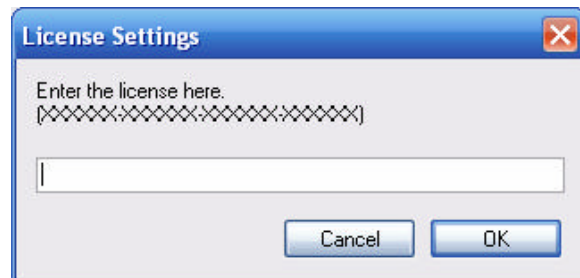 License Settings
Enter the license here.
(XXXXXX-XXXXXX-XXXXXX-XXXXXX)
Cancel
OK